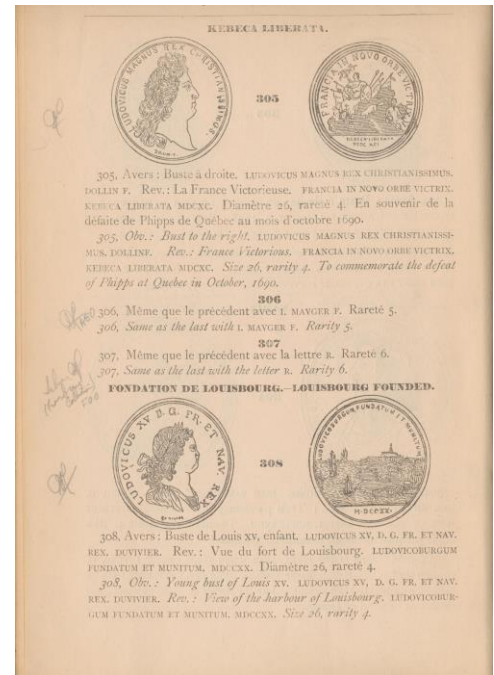 KEBECA LIBERATA.
LUDOVICUS MAGNUS REX CHRISTIANISSIMUS.
305
FRANCIA IN NOVO ORBE VICTRIX
KEBECA LIBERATA
305, Avers : Buste à droite. LUDOVICUS MAGNUS REX CHRISTIANISSIMUS.
DOLLIN F. Rev. : La France Victorieuse. FRANCIA IN NOVO ORBE VICTRIX.
KEBECA LIBERATA MDCXC. Diamètre 26, rareté 4. En souvenir de la
défaite de Phipps de Québec au mois d'octobre 1690.
305, Obv. : Bust to the right. LUDOVICUS MAGNUS REX CHRISTIANISSI-
MUS. DOLLINE. Rev. : France Victorious. FRANCIA IN NOVO ORBE VICTRIX.
KEBECA LIBERATA MDCXC. Size 26, rarity 4. To commemorate the defeat
of Phipps at Quebec in October, 1690.
306
306, Même que le précédent avec I. MAVGER F. Rareté 5.
306, Same as the last with I. MAVGER F. Rarity 5.
307
307, Même que le précédent avec la lettre R. Rareté 6.
307, Same as the last with the letter R. Rarity 6.
FONDATION DE LOUISBOURG.—LOUISBOURG FOUNDED.
LUDOVICUS XV D. G. FR. ET NAV. REX
308
LUDOVICOBURGUM FUNDATUM ET MUNITUM
M·DCCXX·
308, Avers : Buste de Louis XV, enfant. LUDOVICUS XV, D. G. FR. ET NAV.
REX. DUVIVIER. Rev. : Vue du fort de Louisbourg. LUDOVICOBURGUM
FUNDATUM ET MUNITUM. MDCCXX. Diamètre 26, rareté 4.
308, Obv. : Young bust of Louis XV. LUDOVICUS XV, D. G. FR. ET NAV.
REX. DUVIVIER. Rev. : View of the harbour of Louisbourg. LUDOVICOBUR-
GUM FUNDATUM ET MUNITUM. MDCCXX. Size 26, rarity 4.